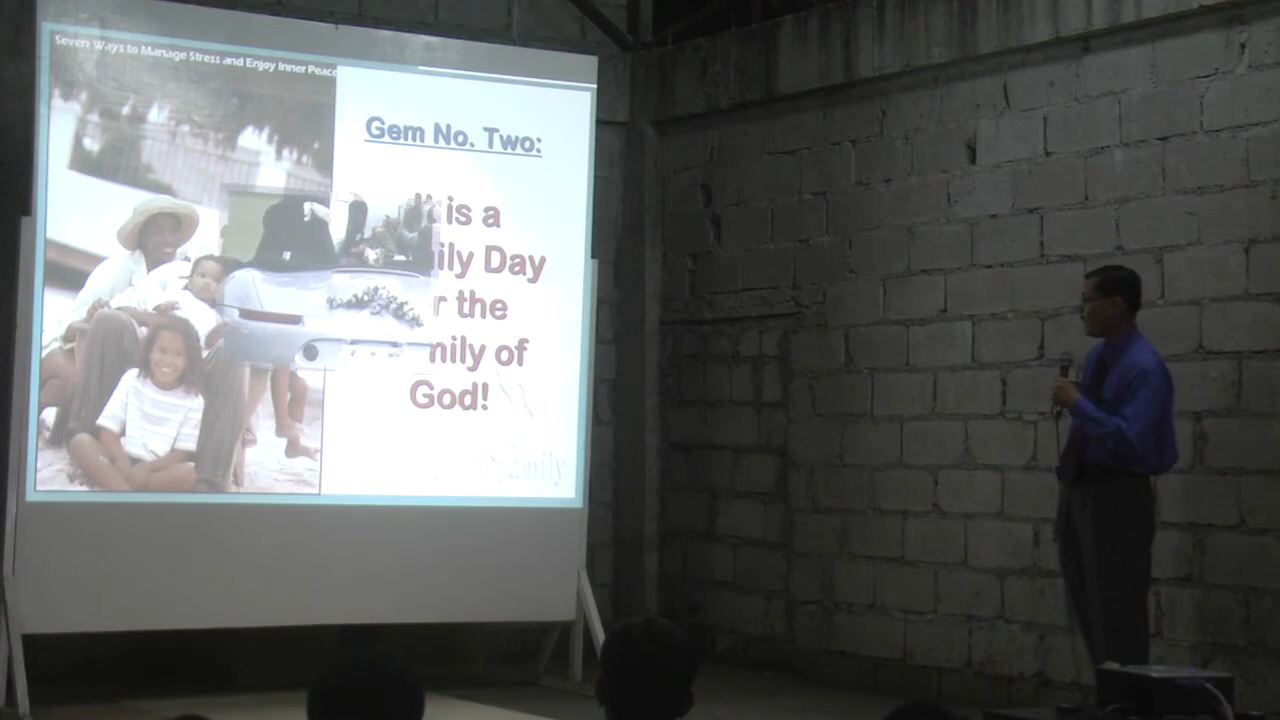 Seven Ways to Manage Stress and Enjoy Inner Peace
Gem No. Two:
is a
ily Day
r the
mily of
God!